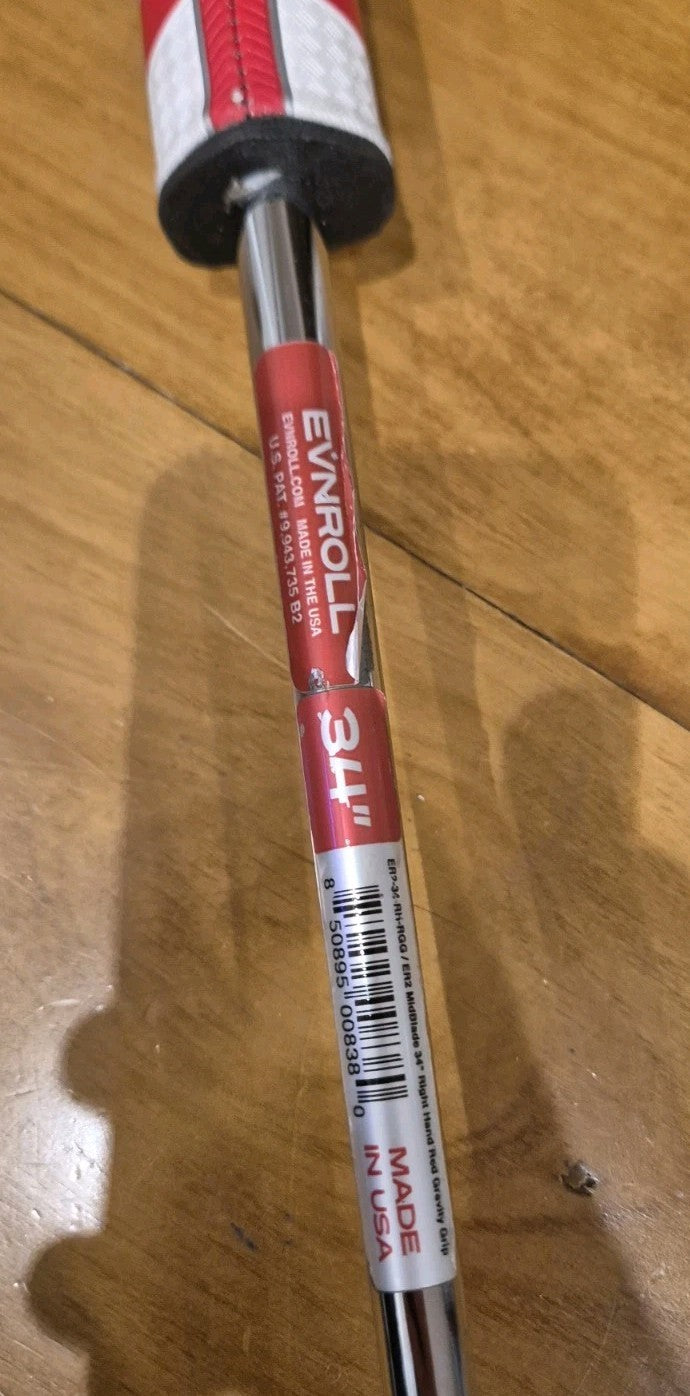 EVNROLL
EVNROLL.COM MADE IN THE USA
U.S. PAT. #9,943,735 B2
34"
ER2-34-RH-RGG / ER2 MidBlade 34" Right Hand Red Gravity Grip
8 50895 00838 0
MADE
IN USA